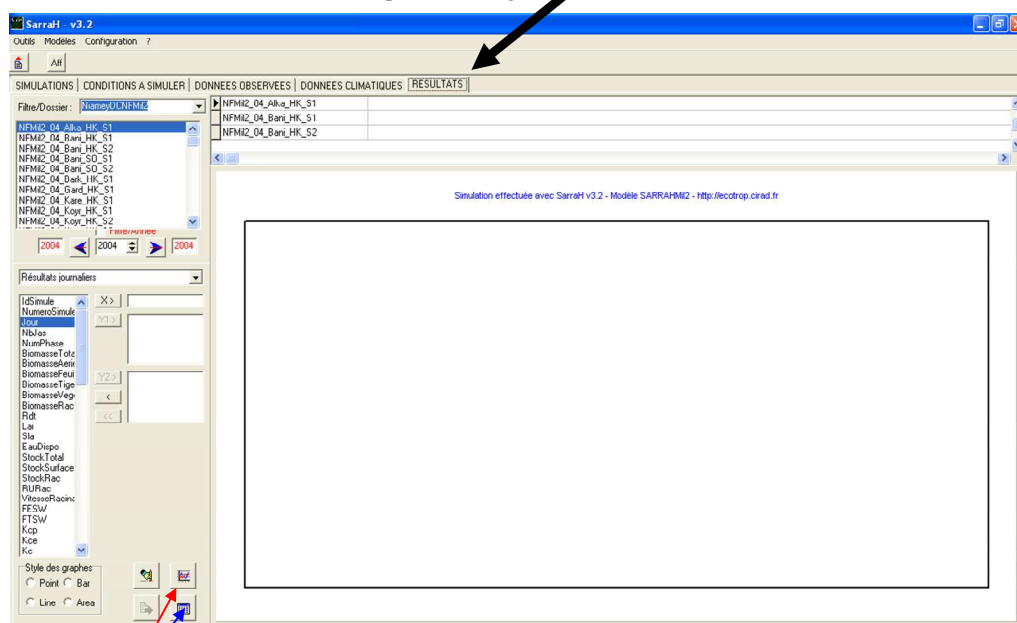 SarraH - v3.2
Outils Modèles Configuration ?
Aff
SIMULATIONS CONDITIONS A SIMULER DONNEES OBSERVEES DONNEES CLIMATIQUES RESULTATS
Filtre/Dossier : NiameyDCNFMil2
NFMil2_04_Alka_HK_S1
NFMil2_04_Bani_HK_S1
NFMil2_04_Bani_HK_S2
NFMil2_04_Alka_HK_S1
NFMil2_04_Bani_HK_S1
NFMil2_04_Bani_HK_S2
NFMil2_04_Bani_SO_S1
NFMil2_04_Bani_SO_S2
NFMil2_04_Berk_HK_S1
NFMil2_04_Gard_HK_S1
NFMil2_04_Kare_HK_S1
NFMil2_04_Koyr_HK_S1
NFMil2_04_Koyr_HK_S2
Simulation effectuée avec SarraH v3.2 - Modèle SARRAHMil2 - http://ecotrop.cirad.fr
Filtre/Année
2004 2004 2004
Résultats journaliers
IdSimule
NumeroSimule
Jour
NbJas
NumPhase
BiomasseTota
BiomasseAerie
BiomasseFeui
BiomasseTige
BiomasseVege
BiomasseRac
Rdt
Lai
Sla
EauDispo
StockTotal
StockSurface
StockRac
RURac
VitesseRacina
FESW
FTSW
Kcp
Kce
Kc
X>
Y1>
Y2>
<
<<
Style des graphes
Point Bar
Line Area